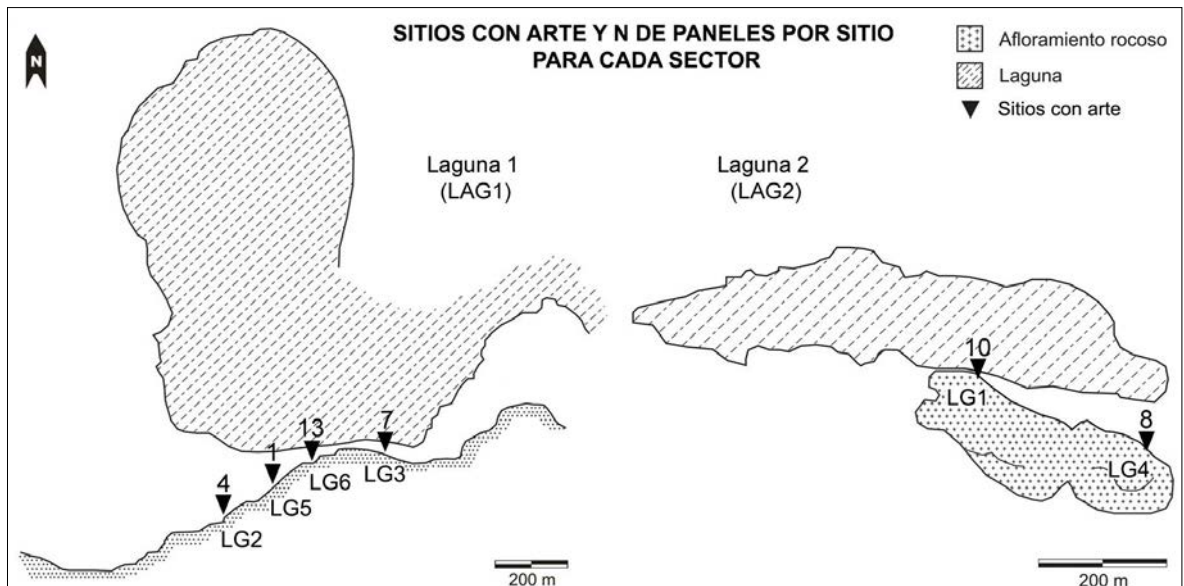 SITIOS CON ARTE Y N DE PANELES POR SITIO
PARA CADA SECTOR
N
Afloramiento rocoso
Laguna
Sitios con arte
Laguna 1
(LAG1)
Laguna 2
(LAG2)
10
LG1
8
LG4
7
13
LG3
1
LG6
4
LG5
LG2
200 m
200 m